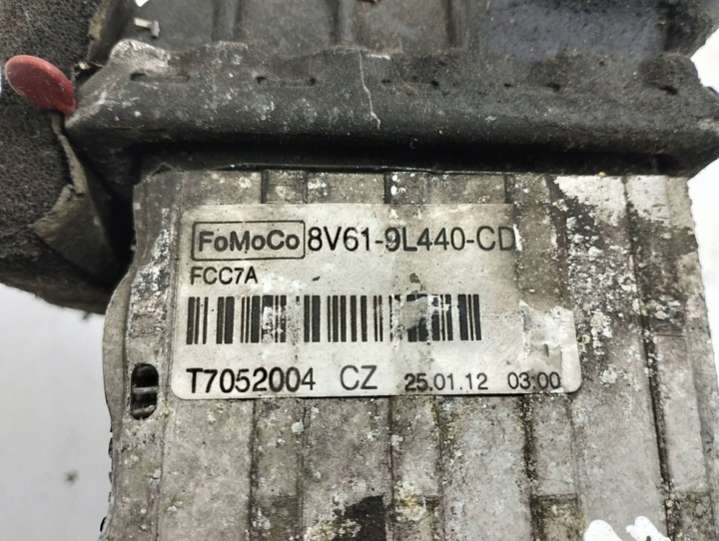 FoMoCo 8V61-9L440-CD
FCC7A
T7052004 CZ 25.01.12 03:00